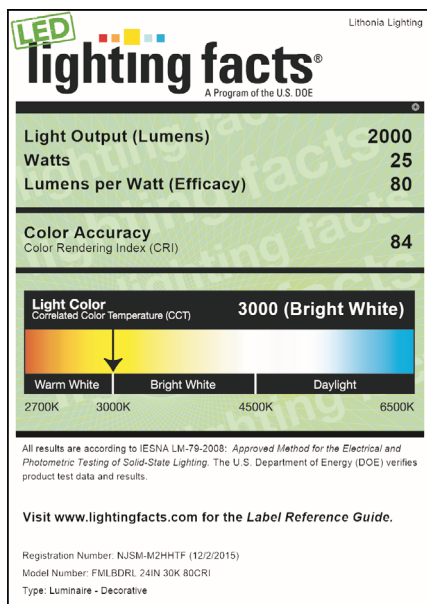 Lithonia Lighting
LED
lighting facts®
A Program of the U.S. DOE
Light Output (Lumens) 2000
Watts 25
Lumens per Watt (Efficacy) 80
Color Accuracy
Color Rendering Index (CRI) 84
Light Color
Correlated Color Temperature (CCT) 3000 (Bright White)
Warm White Bright White Daylight
2700K 3000K 4500K 6500K
All results are according to IESNA LM-79-2008: Approved Method for the Electrical and
Photometric Testing of Solid-State Lighting. The U.S. Department of Energy (DOE) verifies
product test data and results.
Visit www.lightingfacts.com for the Label Reference Guide.
Registration Number: NJSM-M2HHTF (12/2/2015)
Model Number: FMLBDRL 24IN 30K 80CRI
Type: Luminaire - Decorative